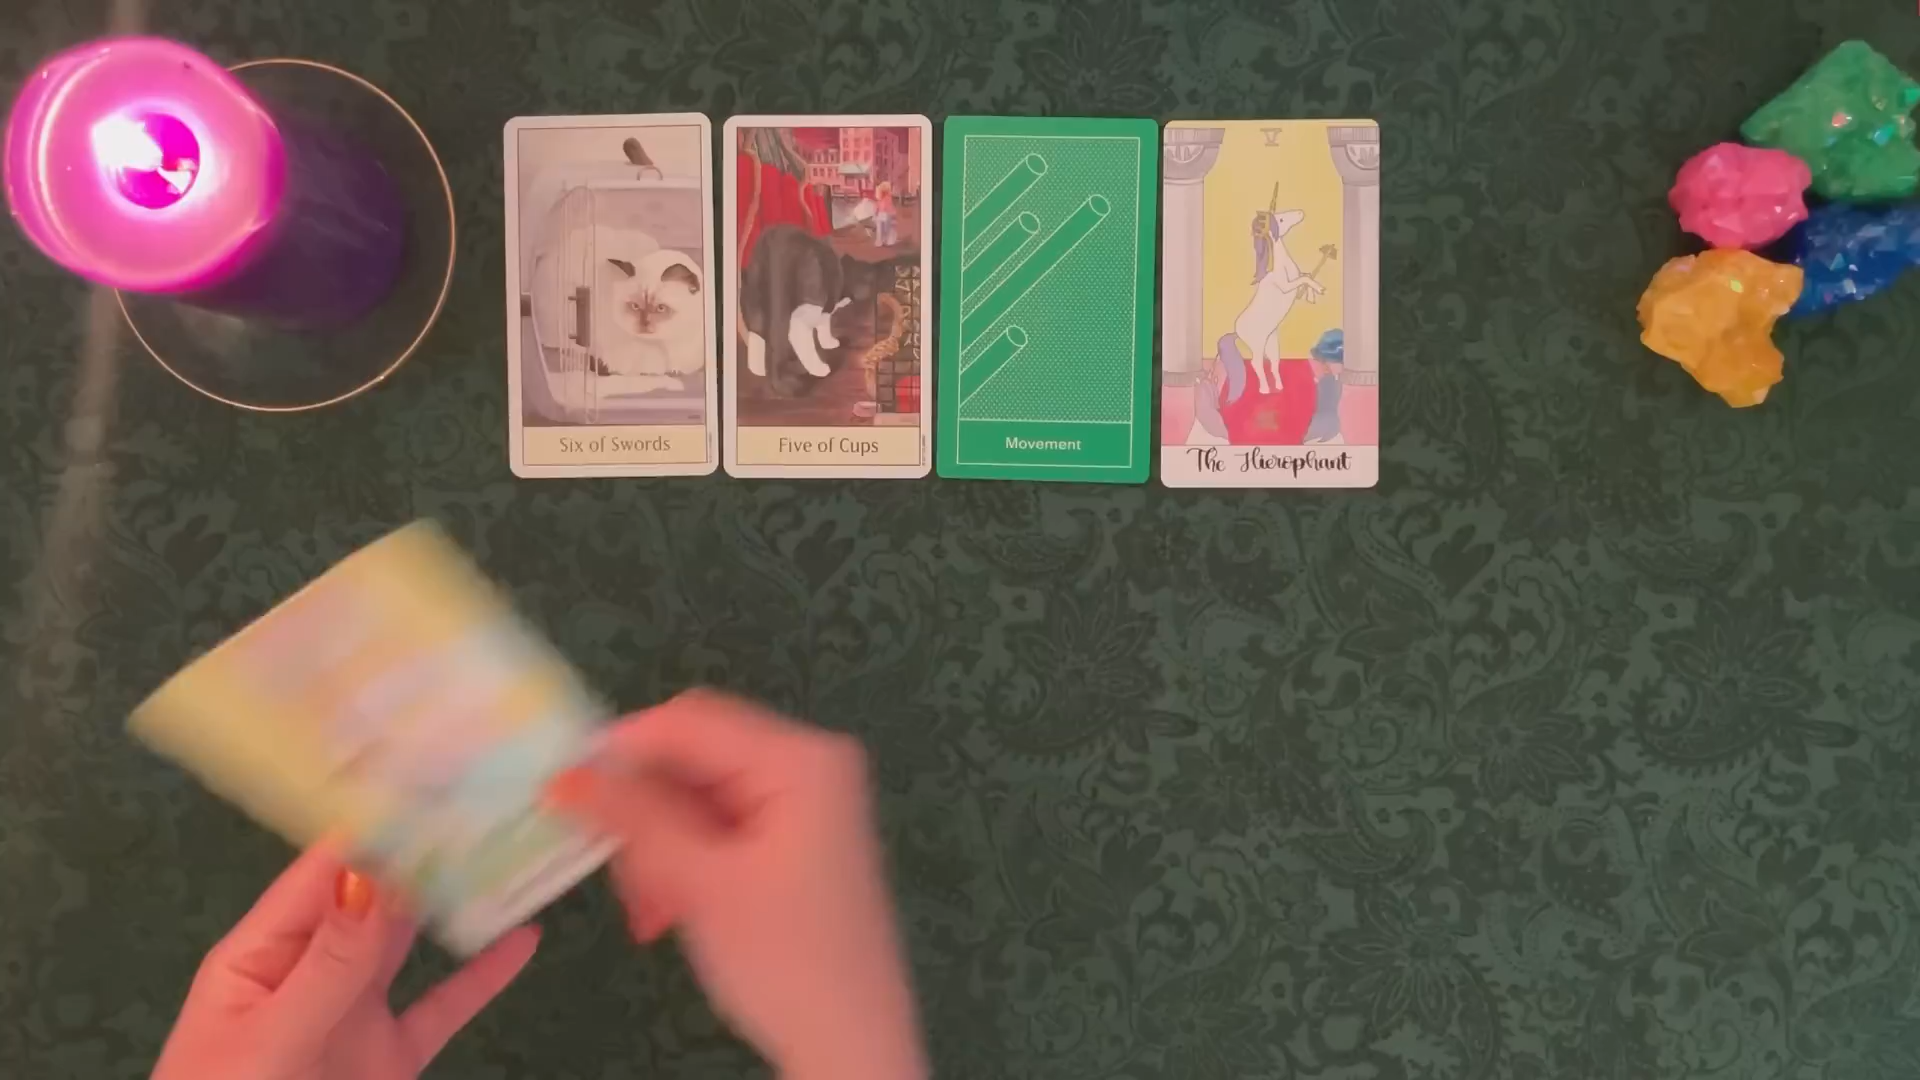 Six of Swords
Five of Cups
Movement
V
The Hierophant